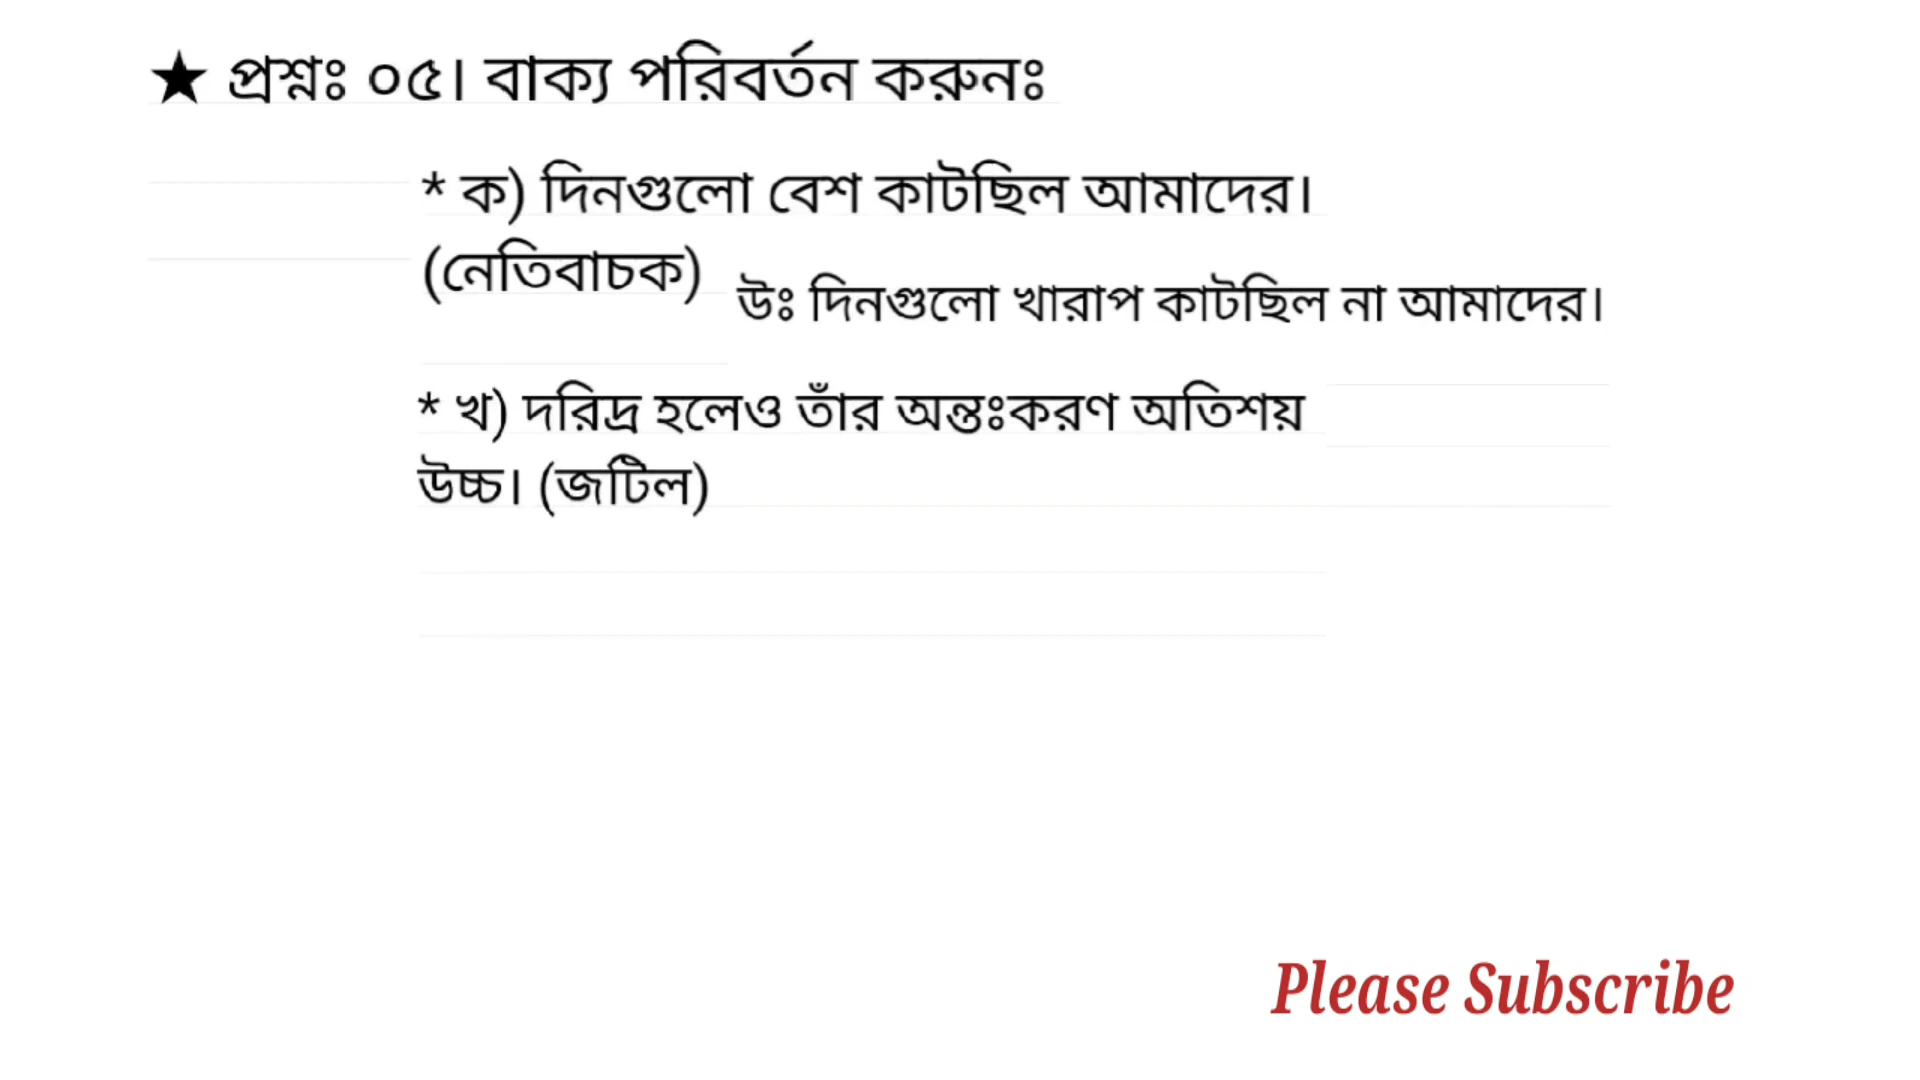 ★ প্রশ্নঃ ০৫। বাক্য পরিবর্তন করুনঃ
* ক) দিনগুলো বেশ কাটছিল আমাদের।
(নেতিবাচক)
উঃ দিনগুলো খারাপ কাটছিল না আমাদের।
* খ) দরিদ্র হলেও তাঁর অন্তঃকরণ অতিশয়
উচ্চ। (জটিল)
Please Subscribe